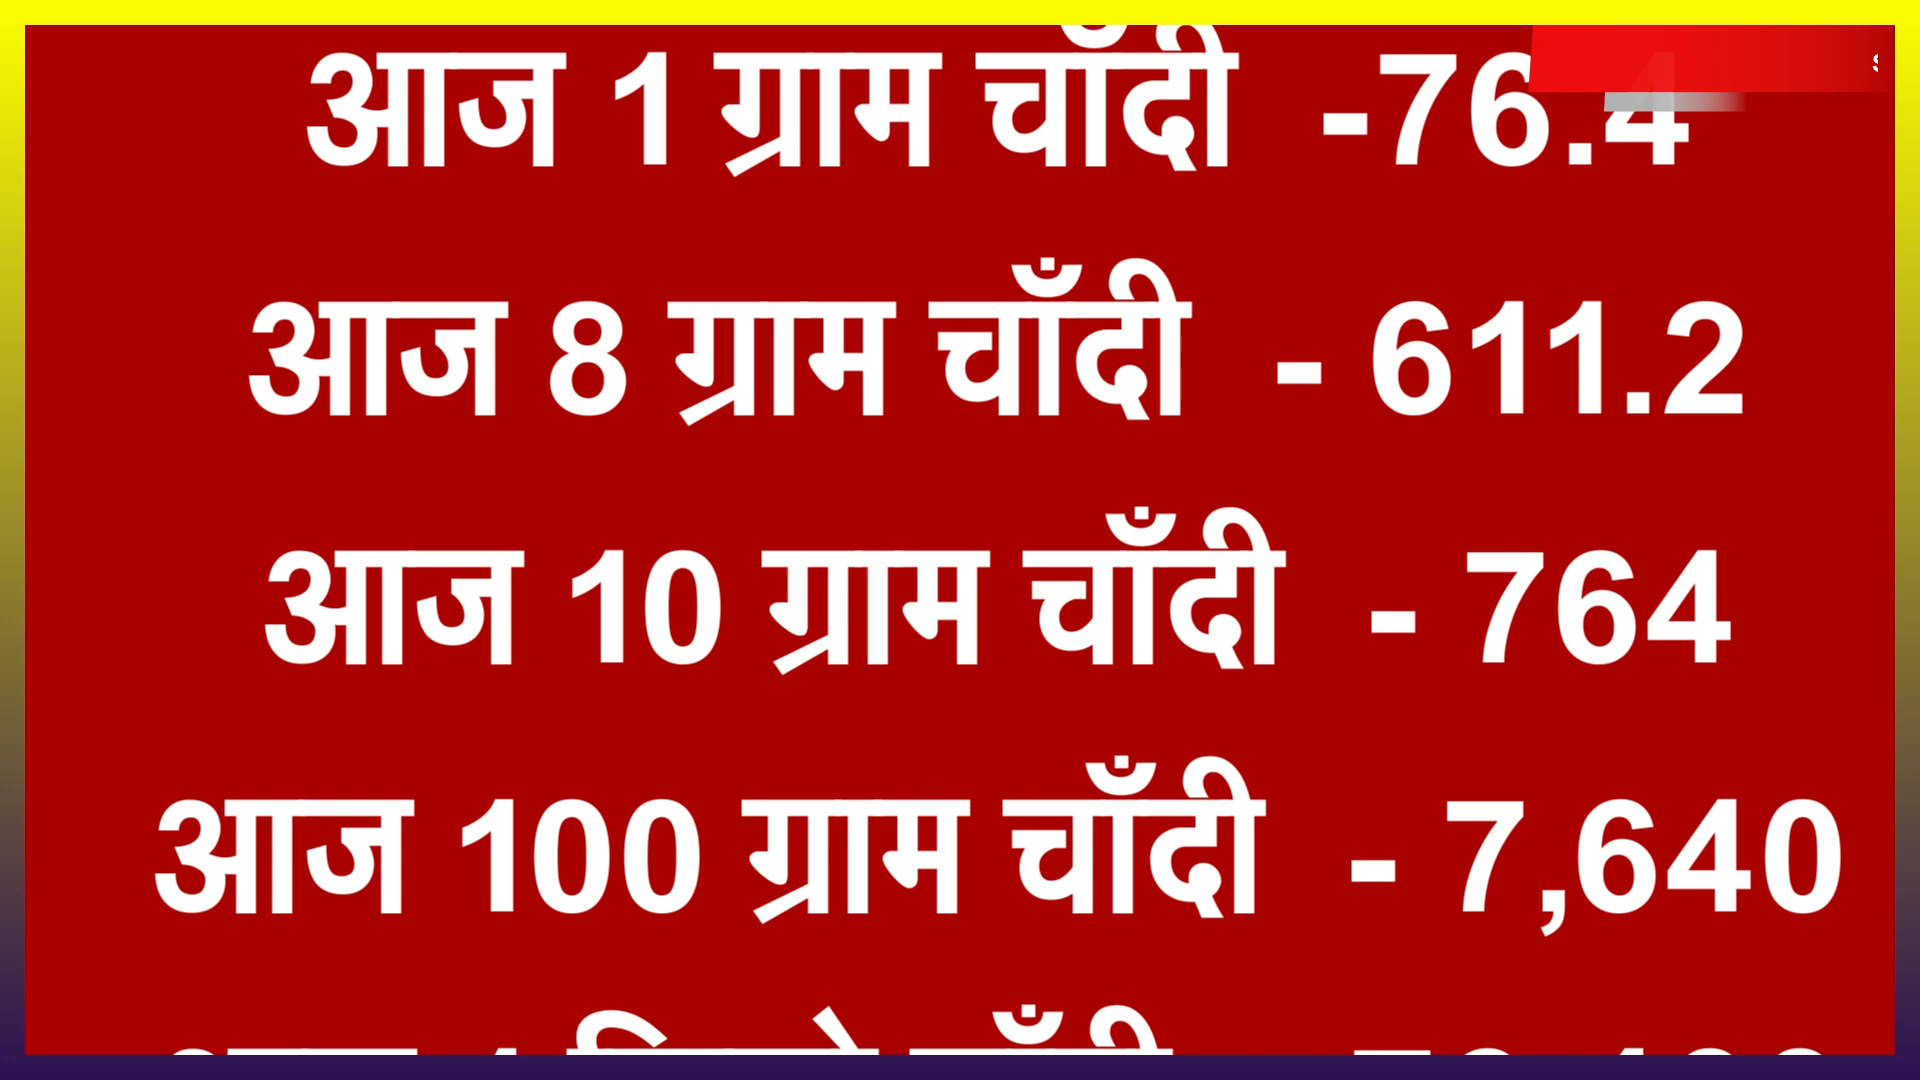 आज 1 ग्राम चाँदी -76.4
आज 8 ग्राम चाँदी - 611.2
आज 10 ग्राम चाँदी - 764
आज 100 ग्राम चाँदी - 7,640